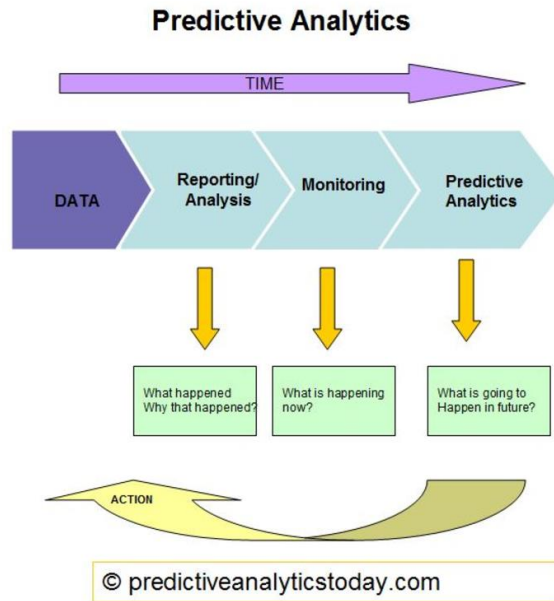 Predictive Analytics
TIME
DATA
Reporting/
Analysis
Monitoring
Predictive
Analytics
What happened
Why that happened?
What is happening
now?
What is going to
Happen in future?
ACTION
© predictiveanalyticstoday.com